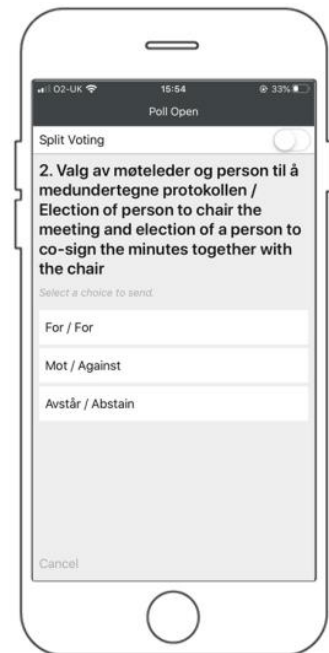 O2-UK 15:54 33%
Poll Open
Split Voting
2. Valg av møteleder og person til å
medundertegne protokollen /
Election of person to chair the
meeting and election of a person to
co-sign the minutes together with
the chair
Select a choice to send.
For / For
Mot / Against
Avstår / Abstain
Cancel